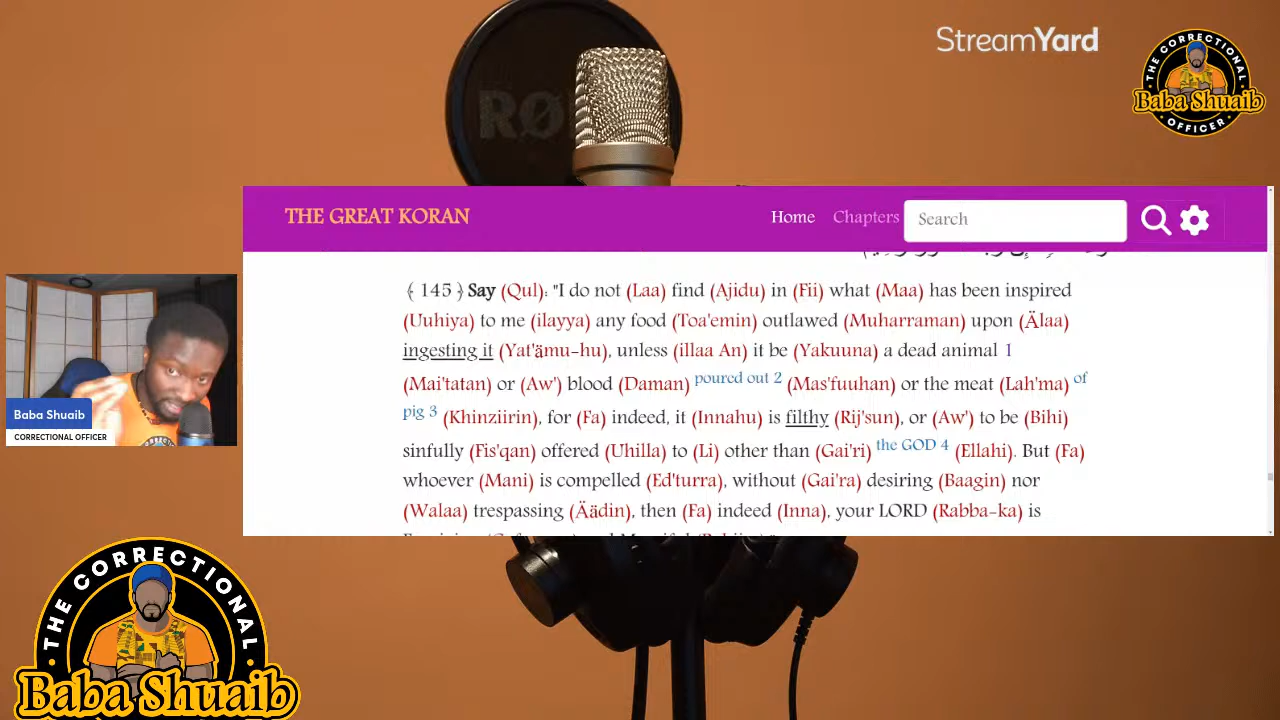 StreamYard
THE CORRECTIONAL
Baba Shuaib
OFFICER
RØ
THE GREAT KORAN
Home
Chapters
Search
﴾ 145 ﴿ Say (Qul): "I do not (Laa) find (Ajidu) in (Fii) what (Maa) has been inspired
(Uuhiya) to me (ilayya) any food (Toa'emin) outlawed (Muharraman) upon (Älaa)
ingesting it (Yat'ämu-hu), unless (illaa An) it be (Yakuuna) a dead animal 1
(Mai'tatan) or (Aw') blood (Daman) poured out 2 (Mas'fuuhan) or the meat (Lah'ma) of
pig 3 (Khinziirin), for (Fa) indeed, it (Innahu) is filthy (Rij'sun), or (Aw') to be (Bihi)
sinfully (Fis'qan) offered (Uhilla) to (Li) other than (Gai'ri) the GOD 4 (Ellahi). But (Fa)
whoever (Mani) is compelled (Ed'turra), without (Gai'ra) desiring (Baagin) nor
(Walaa) trespassing (Äädin), then (Fa) indeed (Inna), your LORD (Rabba-ka) is
Baba Shuaib
CORRECTIONAL OFFICER
THE CORRECTIONAL
Baba Shuaib